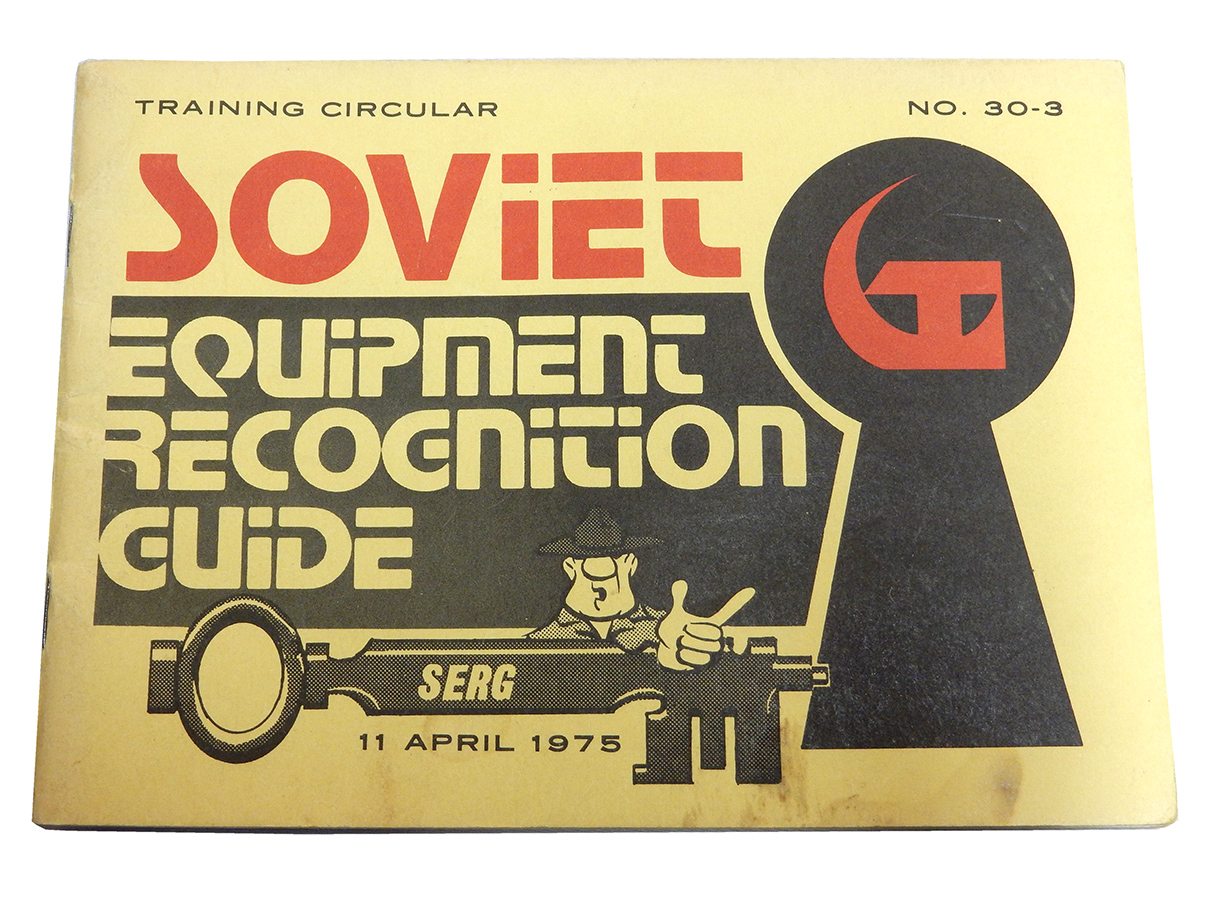 TRAINING CIRCULAR NO. 30-3
SOViET
EQUiPMENT
RECOGNiTiON
GUiDE
SERG
11 APRIL 1975